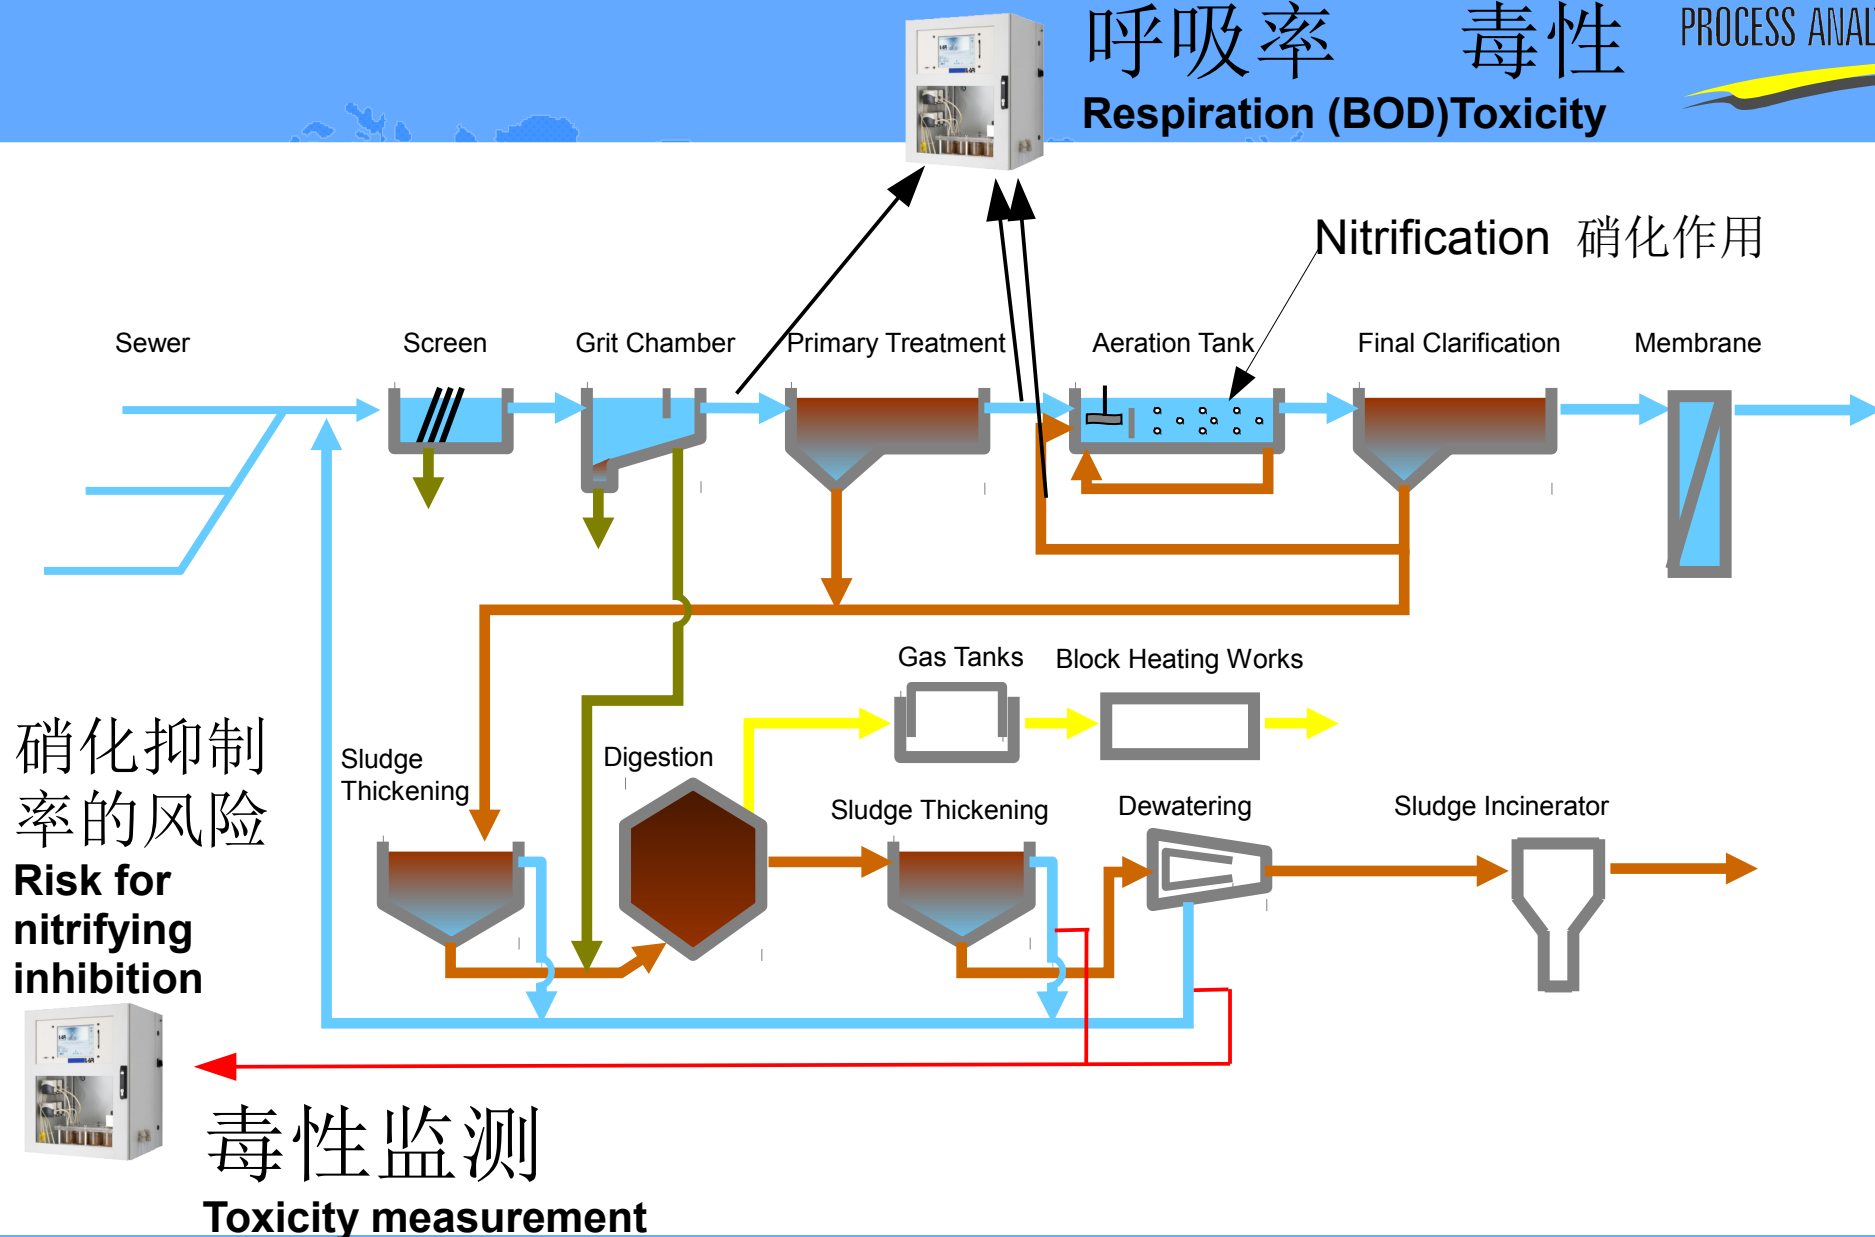 呼吸率 毒性
PROCESS ANAL
Respiration (BOD)Toxicity
Nitrification 硝化作用
Sewer
Screen
Grit Chamber
Primary Treatment
Aeration Tank
Final Clarification
Membrane
Gas Tanks
Block Heating Works
硝化抑制
率的风险
Risk for
nitrifying
inhibition
Sludge
Thickening
Digestion
Sludge Thickening
Dewatering
Sludge Incinerator
毒性监测
Toxicity measurement